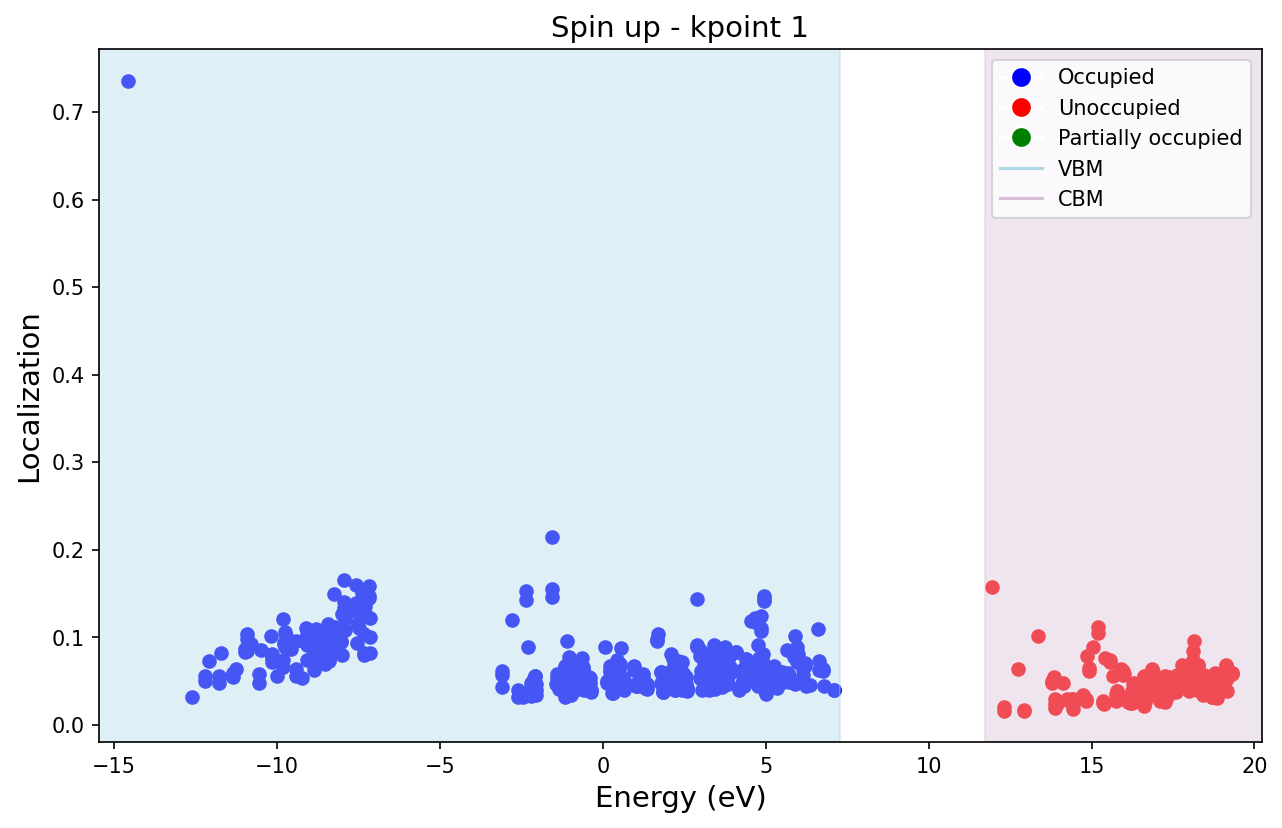 Spin up - kpoint 1
Localization
0.7
0.6
0.5
0.4
0.3
0.2
0.1
0.0
Occupied
Unoccupied
Partially occupied
VBM
CBM
−15
−10
−5
0
5
10
15
20
Energy (eV)